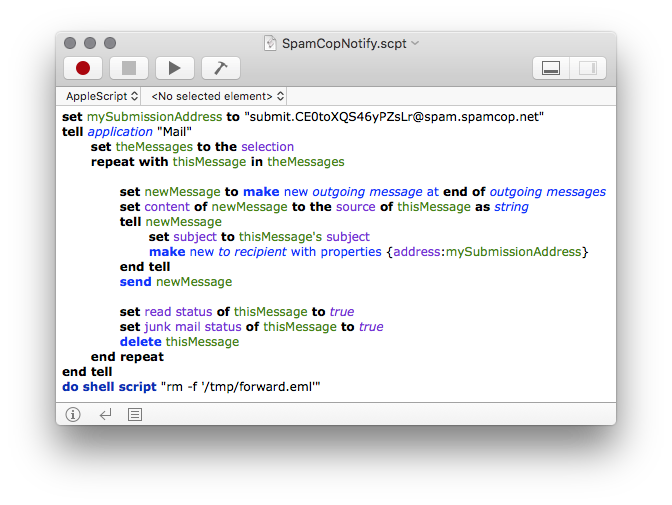 SpamCopNotify.scpt
AppleScript <No selected element>
set mySubmissionAddress to "submit.CE0toXQS46yPZsLr@spam.spamcop.net"
tell application "Mail"
set theMessages to the selection
repeat with thisMessage in theMessages
set newMessage to make new outgoing message at end of outgoing messages
set content of newMessage to the source of thisMessage as string
tell newMessage
set subject to thisMessage's subject
make new to recipient with properties {address:mySubmissionAddress}
end tell
send newMessage
set read status of thisMessage to true
set junk mail status of thisMessage to true
delete thisMessage
end repeat
end tell
do shell script "rm -f '/tmp/forward.eml'"